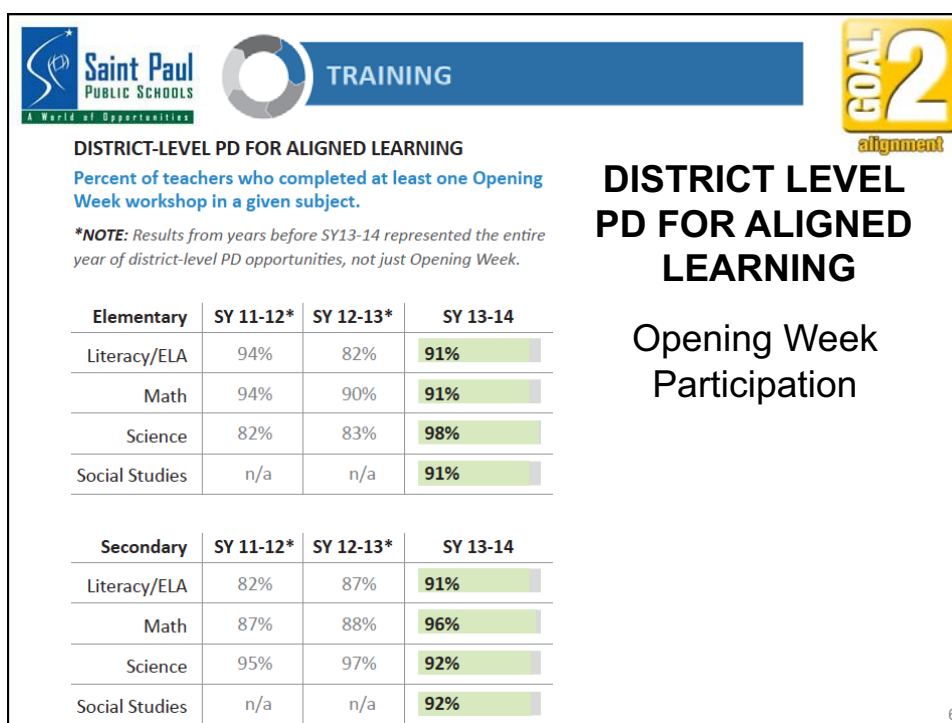 Saint Paul
PUBLIC SCHOOLS
A World of Opportunities
TRAINING
GOAL 2
alignment
DISTRICT-LEVEL PD FOR ALIGNED LEARNING
Percent of teachers who completed at least one Opening
Week workshop in a given subject.
*NOTE: Results from years before SY13-14 represented the entire
year of district-level PD opportunities, not just Opening Week.
DISTRICT LEVEL
PD FOR ALIGNED
LEARNING
Opening Week
Participation
Elementary SY 11-12* SY 12-13* SY 13-14
Literacy/ELA 94% 82% 91%
Math 94% 90% 91%
Science 82% 83% 98%
Social Studies n/a n/a 91%
Secondary SY 11-12* SY 12-13* SY 13-14
Literacy/ELA 82% 87% 91%
Math 87% 88% 96%
Science 95% 97% 92%
Social Studies n/a n/a 92%